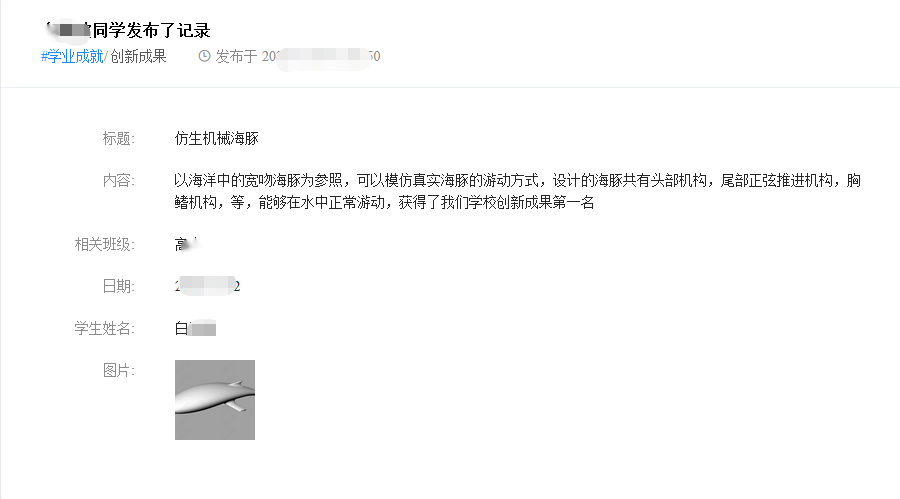 同学发布了记录
#学业成就/创新成果 发布于 20 0
标题: 仿生机械海豚
内容: 以海洋中的宽吻海豚为参照，可以模仿真实海豚的游动方式，设计的海豚共有头部机构，尾部正弦推进机构，胸
鳍机构，等，能够在水中正常游动，获得了我们学校创新成果第一名
相关班级: 高
日期: 2 2
学生姓名: 白
图片: